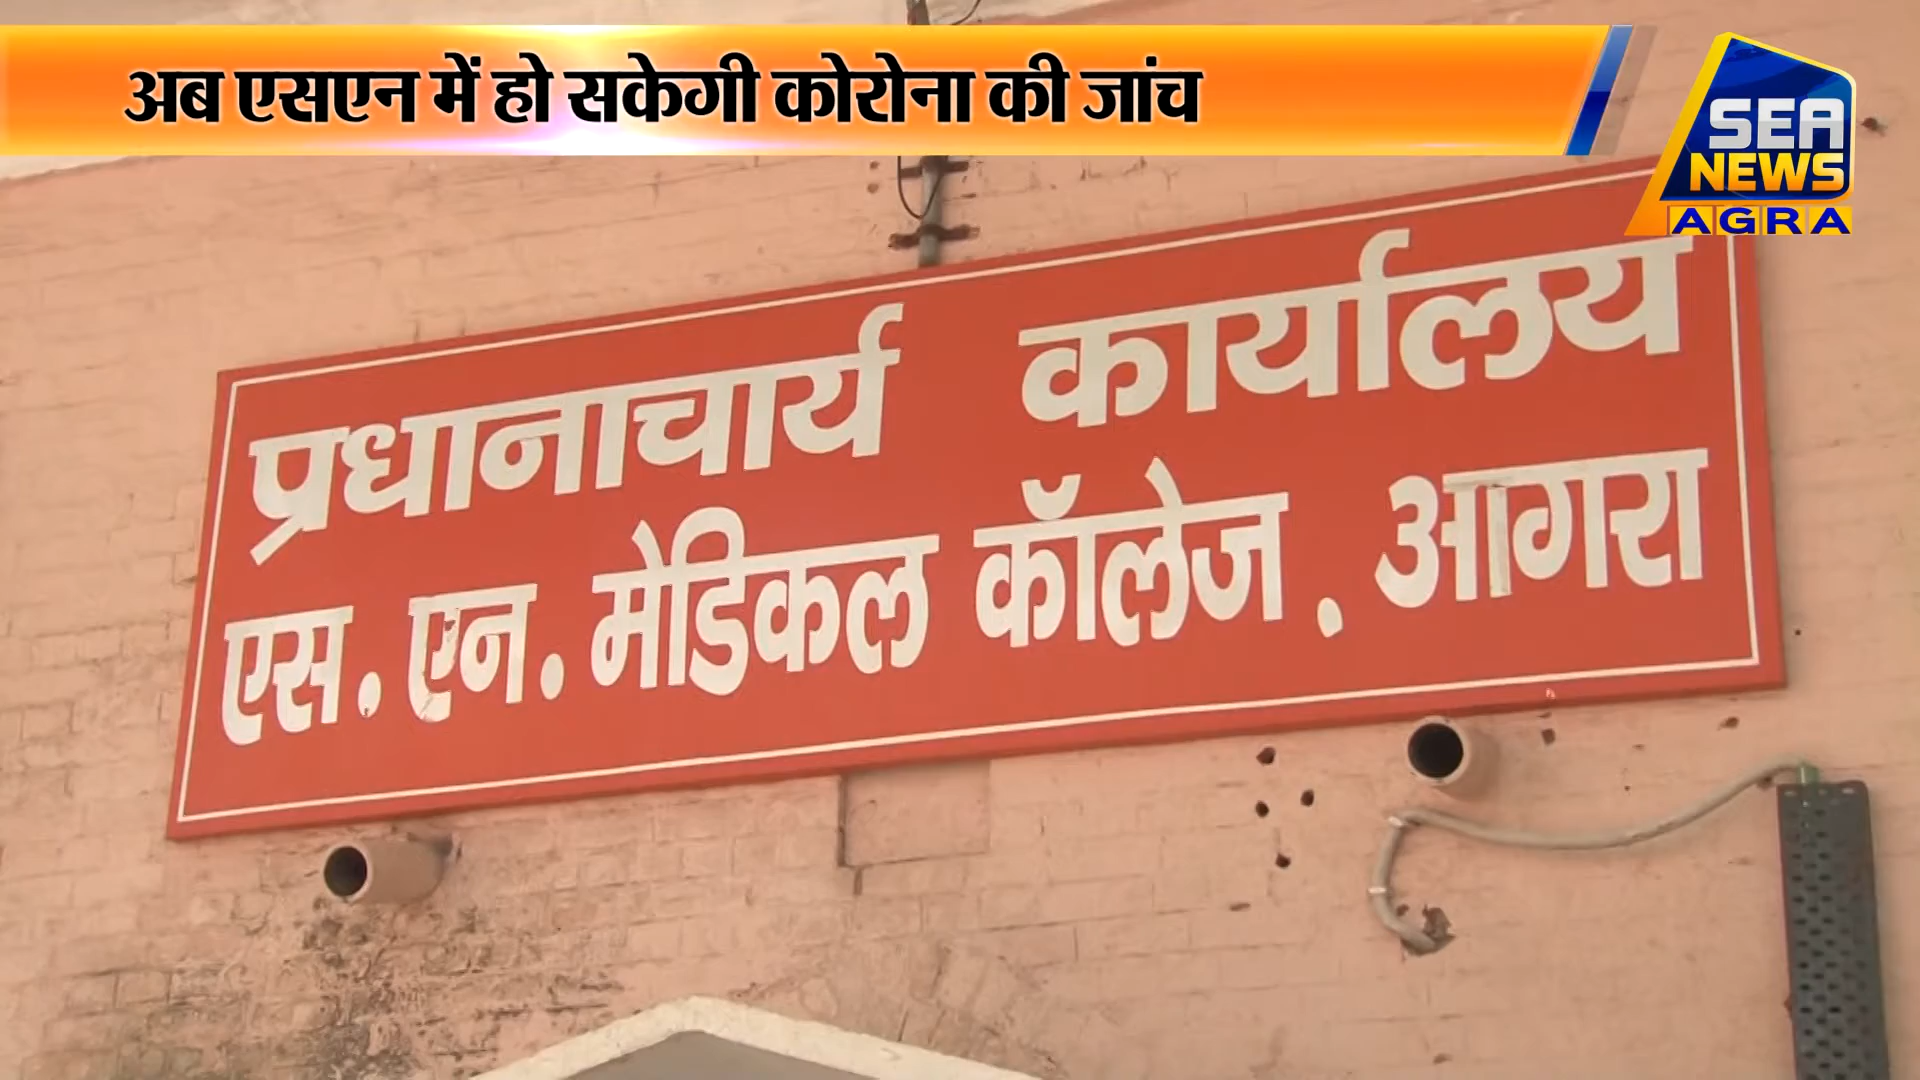 अब एसएन में हो सकेगी कोरोना की जांच
SEA
NEWS
AGRA
प्रधानाचार्य कार्यालय
एस. एन. मेडिकल कॉलेज . आगरा